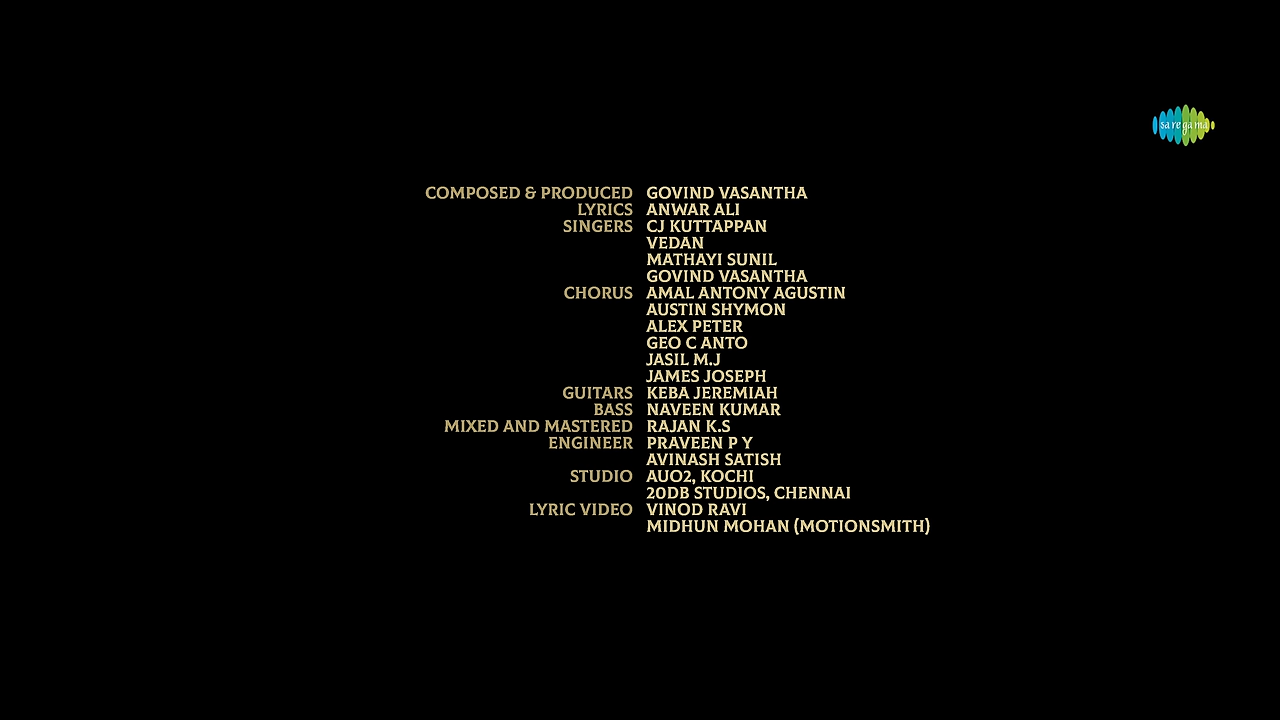 saregama
COMPOSED & PRODUCED GOVIND VASANTHA
LYRICS ANWAR ALI
SINGERS CJ KUTTAPPAN
VEDAN
MATHAYI SUNIL
GOVIND VASANTHA
CHORUS AMAL ANTONY AGUSTIN
AUSTIN SHYMON
ALEX PETER
GEO C ANTO
JASIL M.J
JAMES JOSEPH
GUITARS KEBA JEREMIAH
BASS NAVEEN KUMAR
MIXED AND MASTERED RAJAN K.S
ENGINEER PRAVEEN P Y
AVINASH SATISH
STUDIO AUO2, KOCHI
20DB STUDIOS, CHENNAI
LYRIC VIDEO VINOD RAVI
MIDHUN MOHAN (MOTIONSMITH)